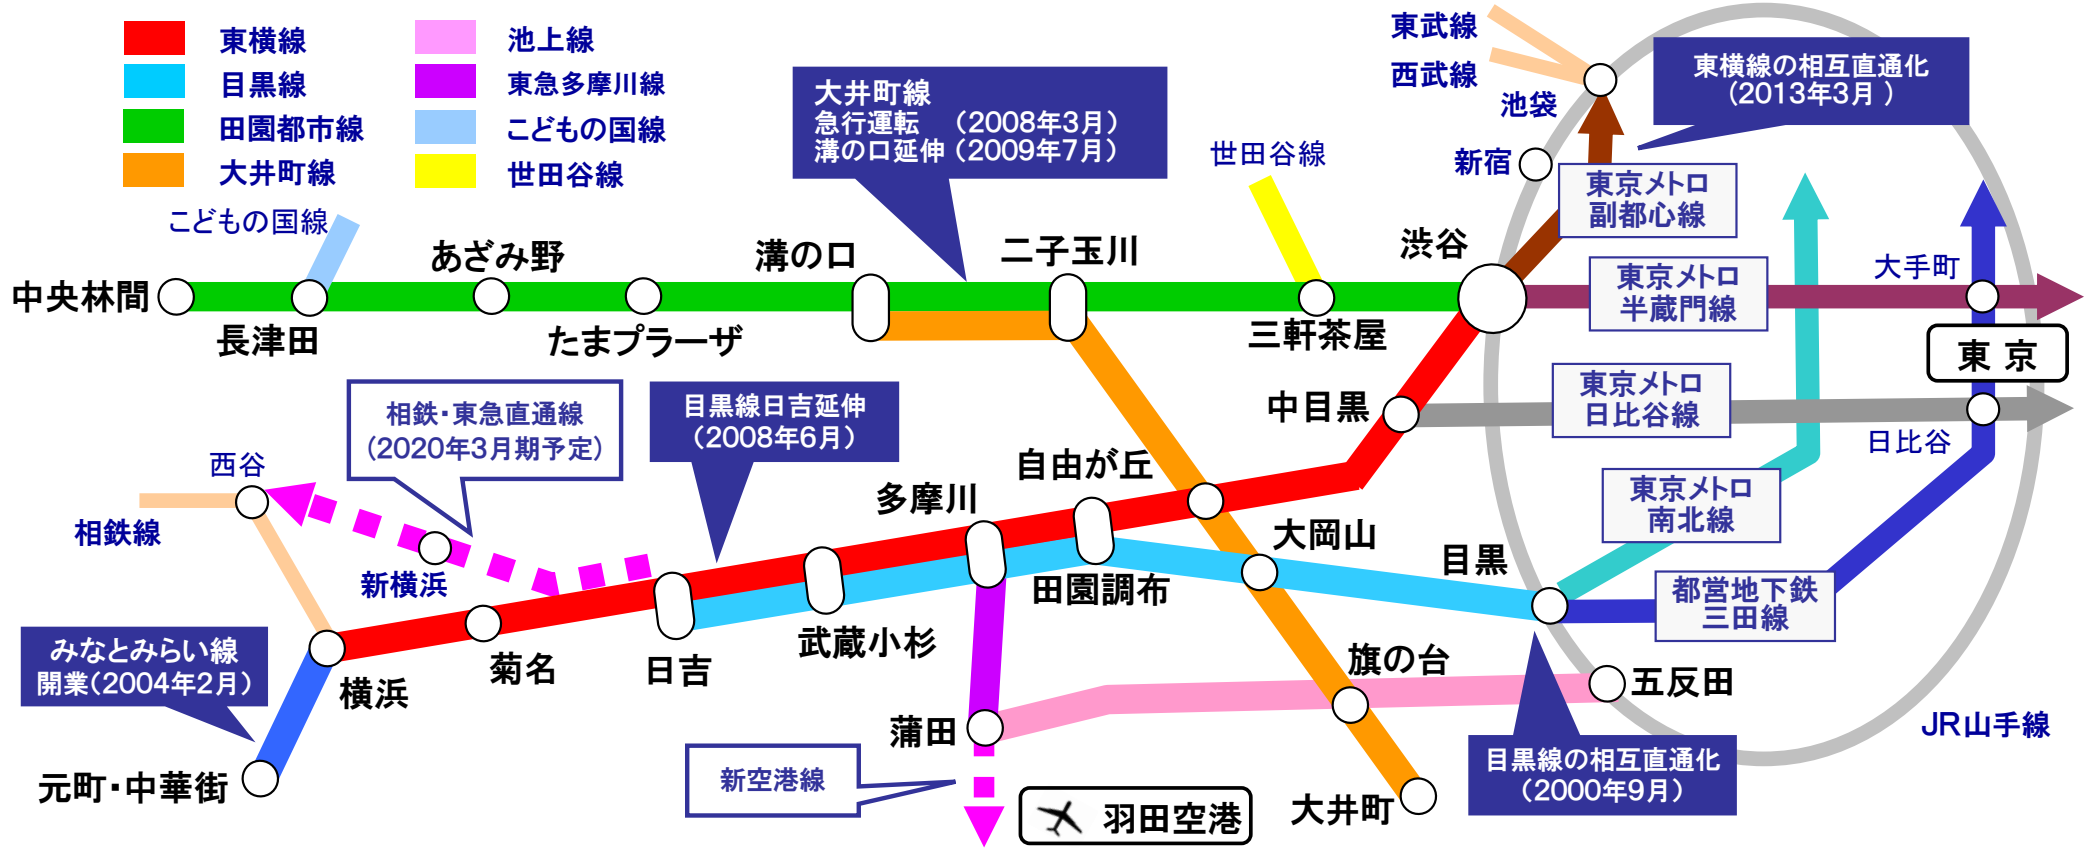 東横線
目黒線
田園都市線
大井町線
池上線
東急多摩川線
こどもの国線
世田谷線
大井町線
急行運転 （2008年3月）
溝の口延伸（2009年7月）
東武線
西武線
池袋
新宿
東横線の相互直通化
（2013年3月 ）
東京メトロ
副都心線
世田谷線
こどもの国線
中央林間
長津田
あざみ野
たまプラーザ
溝の口
二子玉川
三軒茶屋
渋谷
東京メトロ
半蔵門線
大手町
東 京
中目黒
東京メトロ
日比谷線
日比谷
相鉄・東急直通線
（2020年3月期予定）
目黒線日吉延伸
（2008年6月）
西谷
相鉄線
新横浜
多摩川
自由が丘
大岡山
目黒
東京メトロ
南北線
都営地下鉄
三田線
田園調布
武蔵小杉
日吉
菊名
横浜
みなとみらい線
開業（2004年2月）
元町・中華街
蒲田
旗の台
五反田
JR山手線
目黒線の相互直通化
（2000年9月）
新空港線
羽田空港
大井町